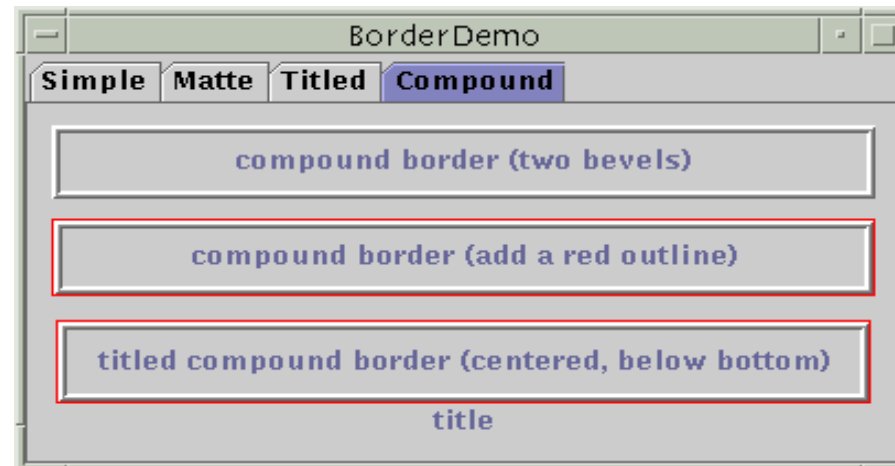 BorderDemo
Simple Matte Titled Compound
compound border (two bevels)
compound border (add a red outline)
titled compound border (centered, below bottom)
title